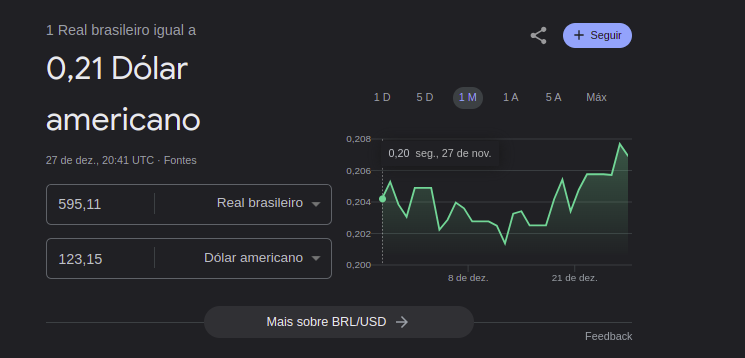 1 Real brasileiro igual a
0,21 Dólar
americano
27 de dez., 20:41 UTC · Fontes
595,11 Real brasileiro
123,15 Dólar americano
Seguir
1 D 5 D 1 M 1 A 5 A Máx
0,208
0,206
0,204
0,202
0,200
0,20 seg., 27 de nov.
8 de dez. 21 de dez.
Mais sobre BRL/USD
Feedback